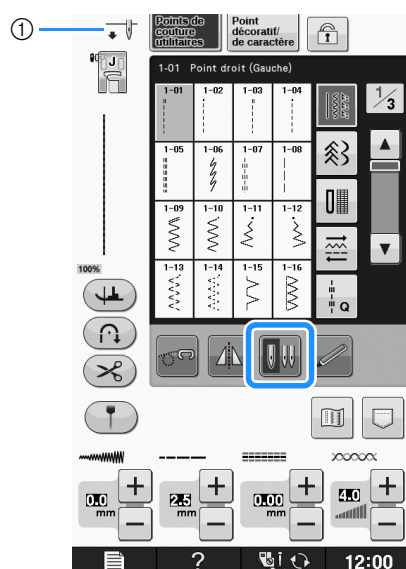 ①
Points de
couture
utilitaires
Point
décoratif/
de caractère
J
1-01 Point droit (Gauche)
1-01 1-02 1-03 1-04
1/3
1-05 1-06 1-07 1-08
1-09 1-10 1-11 1-12
1-13 1-14 1-15 1-16
Q
100%
0.0 mm
2.5 mm
0.00 mm
4.0
+ + + +
− − − −
? 12:00